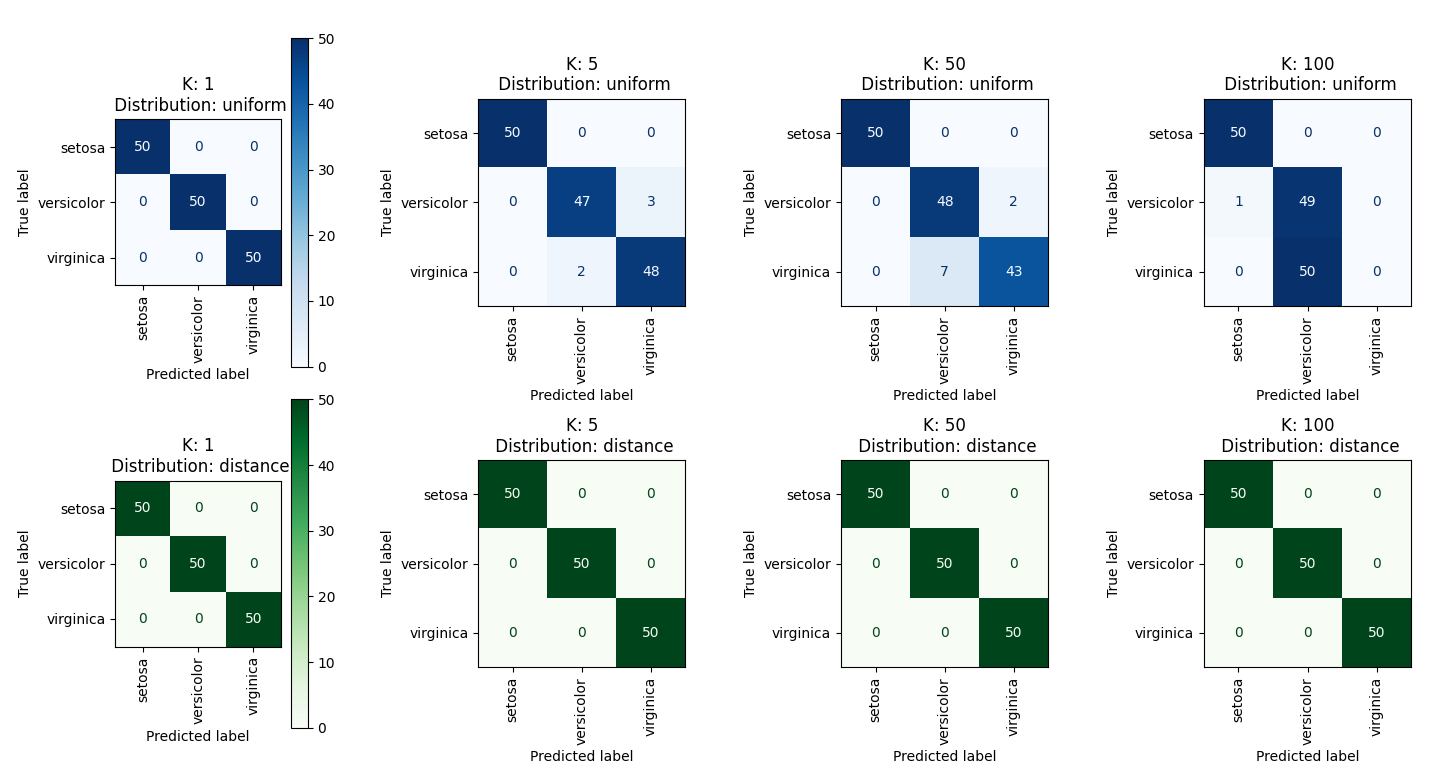 K: 1
Distribution: uniform
True label
setosa
versicolor
virginica
50 0 0
0 50 0
0 0 50
setosa
versicolor
virginica
Predicted label
50
40
30
20
10
0
K: 5
Distribution: uniform
True label
setosa
versicolor
virginica
50 0 0
0 47 3
0 2 48
setosa
versicolor
virginica
Predicted label
K: 50
Distribution: uniform
True label
setosa
versicolor
virginica
50 0 0
0 48 2
0 7 43
setosa
versicolor
virginica
Predicted label
K: 100
Distribution: uniform
True label
setosa
versicolor
virginica
50 0 0
1 49 0
0 50 0
setosa
versicolor
virginica
Predicted label
K: 1
Distribution: distance
True label
setosa
versicolor
virginica
50 0 0
0 50 0
0 0 50
setosa
versicolor
virginica
Predicted label
50
40
30
20
10
0
K: 5
Distribution: distance
True label
setosa
versicolor
virginica
50 0 0
0 50 0
0 0 50
setosa
versicolor
virginica
Predicted label
K: 50
Distribution: distance
True label
setosa
versicolor
virginica
50 0 0
0 50 0
0 0 50
setosa
versicolor
virginica
Predicted label
K: 100
Distribution: distance
True label
setosa
versicolor
virginica
50 0 0
0 50 0
0 0 50
setosa
versicolor
virginica
Predicted label